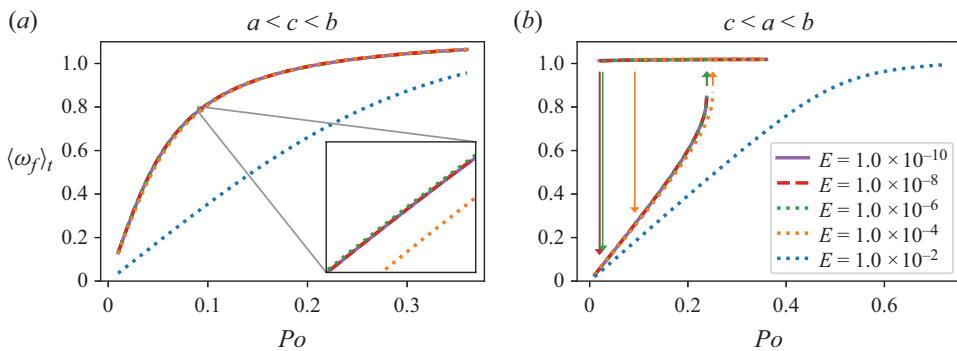 (a) a < c < b
(b) c < a < b
⟨ω_f⟩_t
1.0
0.8
0.6
0.4
0.2
0
0 0.1 0.2 0.3
Po
1.0
0.8
0.6
0.4
0.2
0
0 0.2 0.4 0.6
Po
E = 1.0 × 10⁻¹⁰
E = 1.0 × 10⁻⁸
E = 1.0 × 10⁻⁶
E = 1.0 × 10⁻⁴
E = 1.0 × 10⁻²